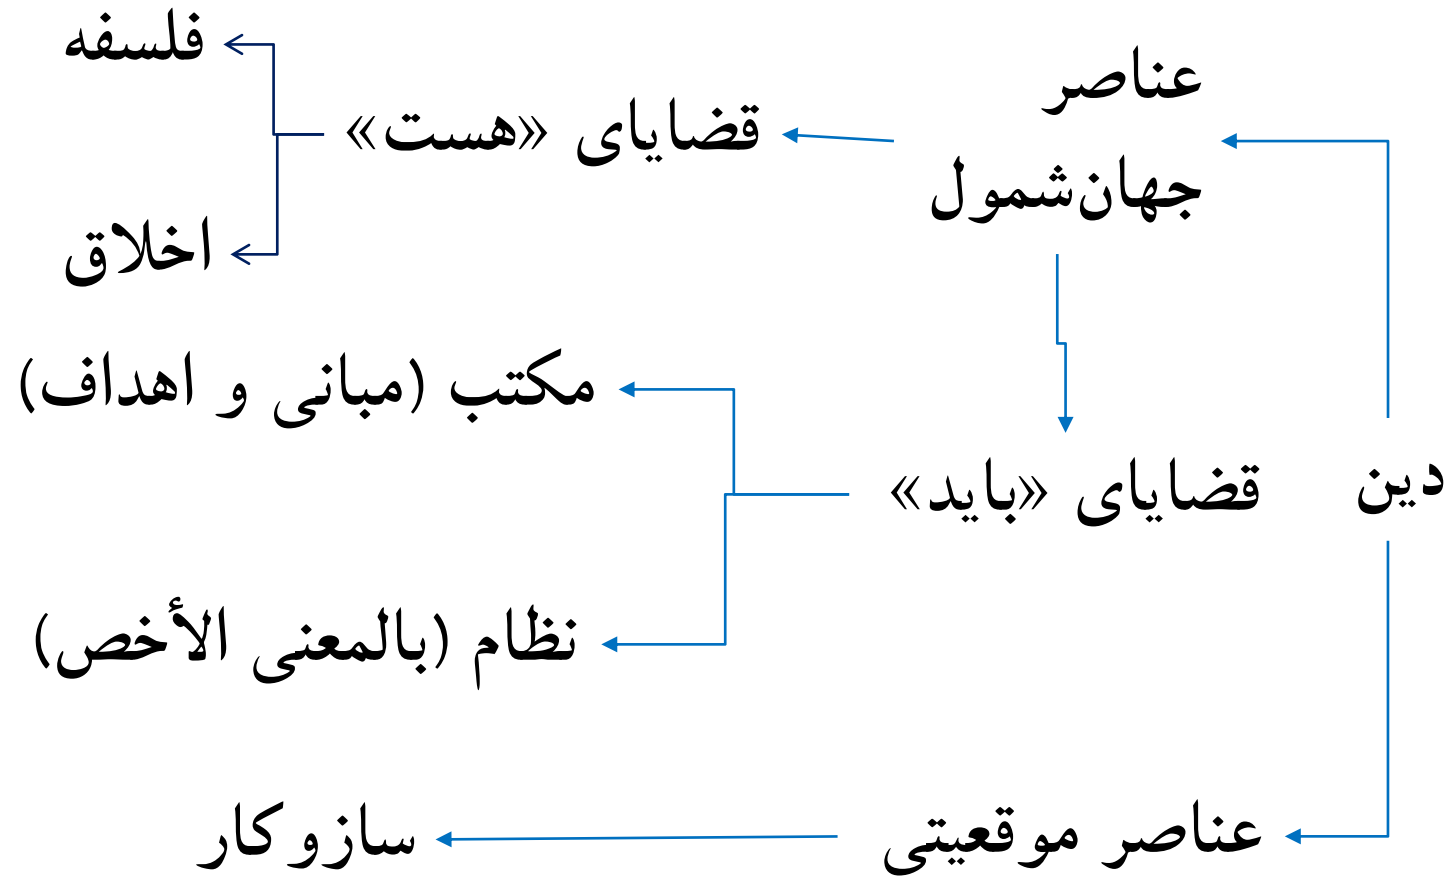 دین
عناصر
جهان‌شمول
قضایای «هست»
فلسفه
اخلاق
قضایای «باید»
مکتب (مبانی و اهداف)
نظام (بالمعنی الأخص)
عناصر موقعیتی
سازوکار